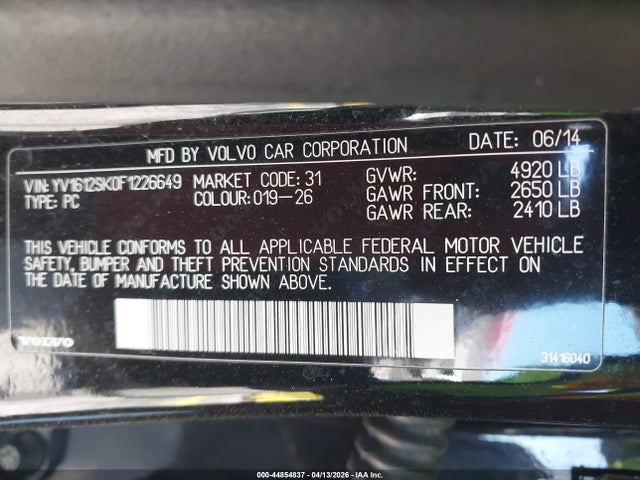 MFD BY VOLVO CAR CORPORATION DATE: 06/14
VIN: YV1612SK0F1226649 MARKET CODE: 31 GVWR: 4920 LB
TYPE: PC COLOUR: 019-26 GAWR FRONT: 2650 LB
GAWR REAR: 2410 LB
THIS VEHICLE CONFORMS TO ALL APPLICABLE FEDERAL MOTOR VEHICLE
SAFETY, BUMPER AND THEFT PREVENTION STANDARDS IN EFFECT ON
THE DATE OF MANUFACTURE SHOWN ABOVE.
VOLVO 31416040
000-44854837 - 04/13/2026 - IAA Inc.